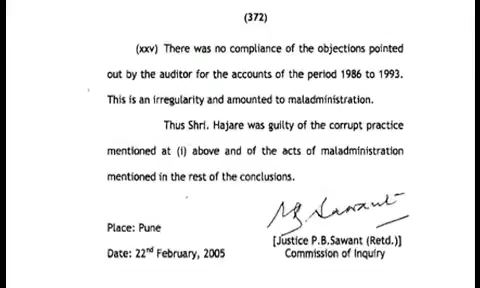 (372)
(xxv) There was no compliance of the objections pointed
out by the auditor for the accounts of the period 1986 to 1993.
This is an irregularity and amounted to maladministration.
Thus Shri. Hajare was guilty of the corrupt practice
mentioned at (i) above and of the acts of maladministration
mentioned in the rest of the conclusions.
PB Sawant
Place: Pune
[Justice P.B.Sawant (Retd.)]
Date: 22nd February, 2005
Commission of Inquiry